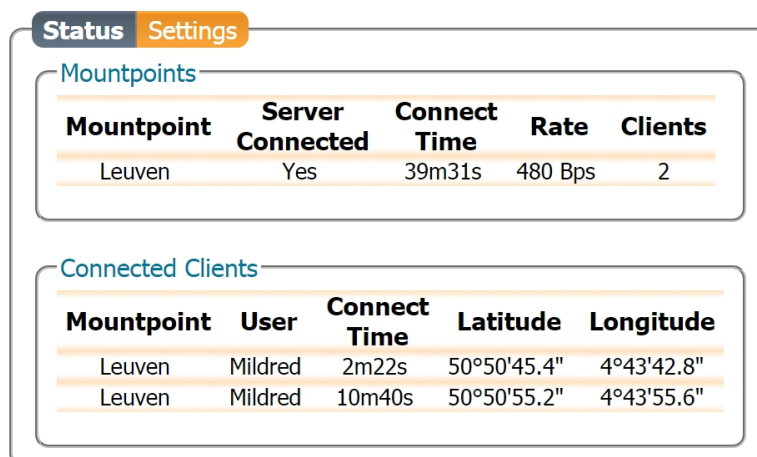 Status Settings
Mountpoints
Mountpoint Server Connected Connect Time Rate Clients
Leuven Yes 39m31s 480 Bps 2
Connected Clients
Mountpoint User Connect Time Latitude Longitude
Leuven Mildred 2m22s 50°50'45.4" 4°43'42.8"
Leuven Mildred 10m40s 50°50'55.2" 4°43'55.6"